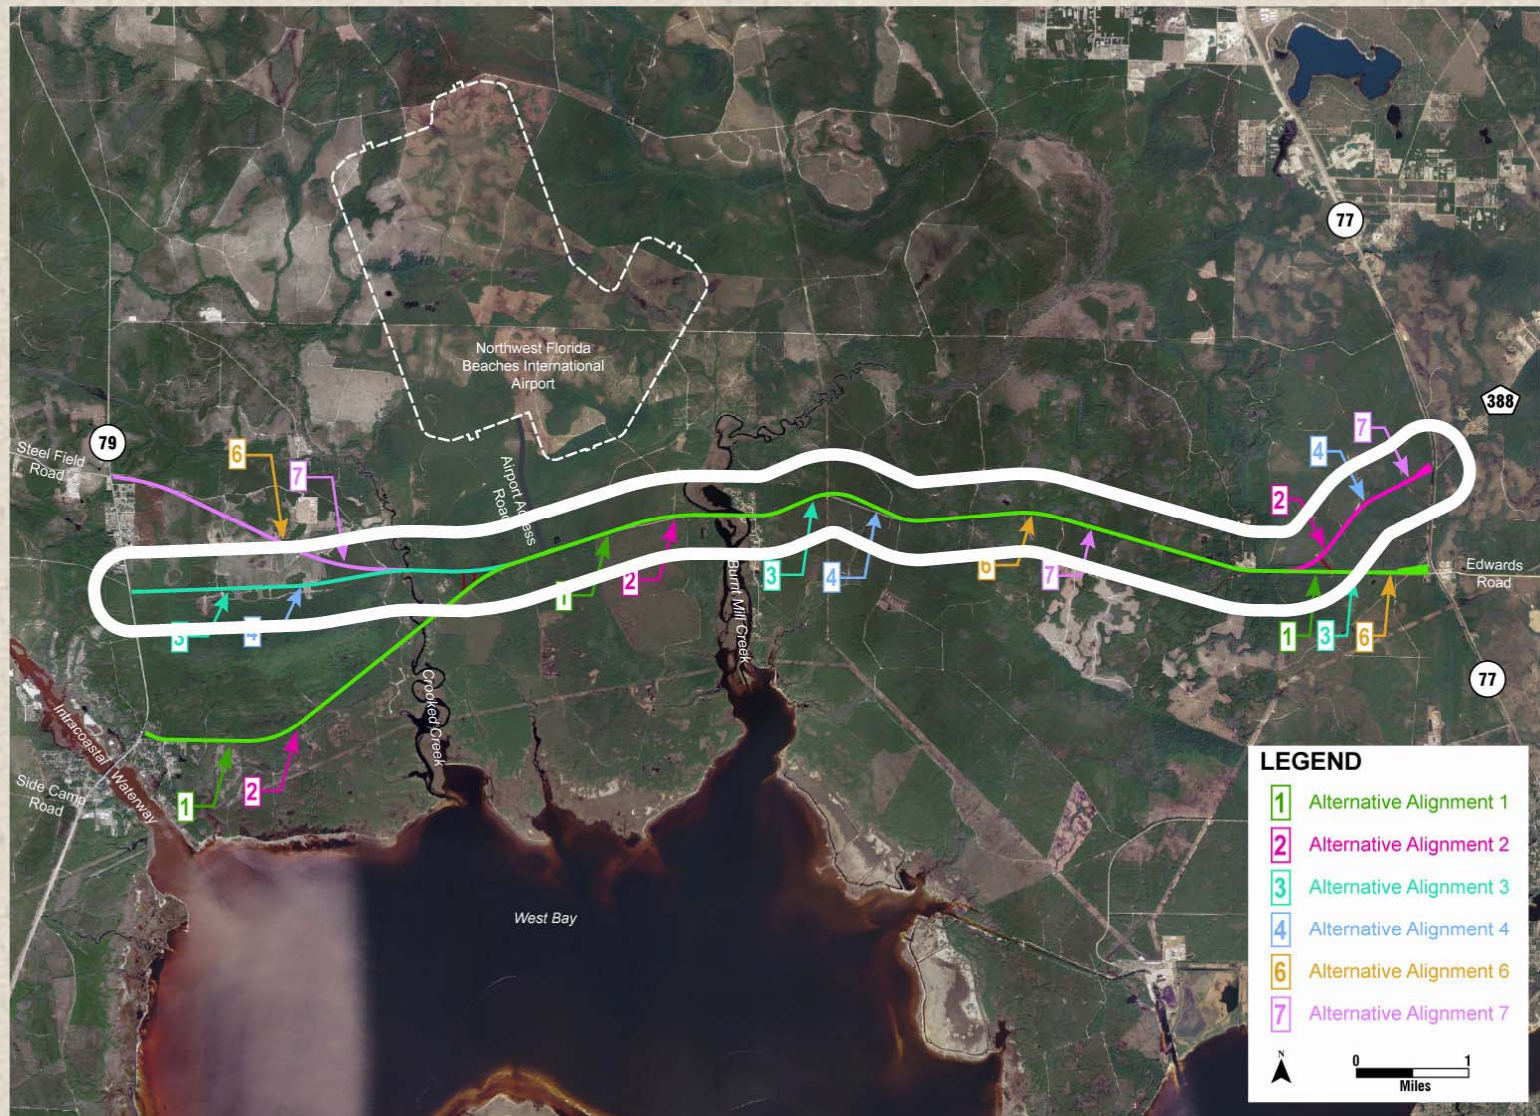 77
388
79
Steel Field
Road
6
7
Northwest Florida
Beaches International
Airport
Airport Access
Road
7
4
2
Edwards
Road
3
4
1
2
3
4
6
7
1
3
6
77
Burnt Mill Creek
Crooked Creek
Intracoastal Waterway
Side Camp
Road
1
2
West Bay
LEGEND
1 Alternative Alignment 1
2 Alternative Alignment 2
3 Alternative Alignment 3
4 Alternative Alignment 4
6 Alternative Alignment 6
7 Alternative Alignment 7
N
0 1
Miles